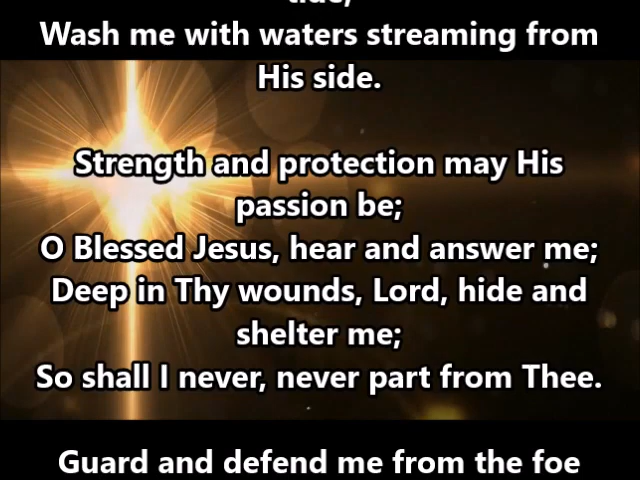 tide,
Wash me with waters streaming from
His side.
Strength and protection may His
passion be;
O Blessed Jesus, hear and answer me;
Deep in Thy wounds, Lord, hide and
shelter me;
So shall I never, never part from Thee.
Guard and defend me from the foe